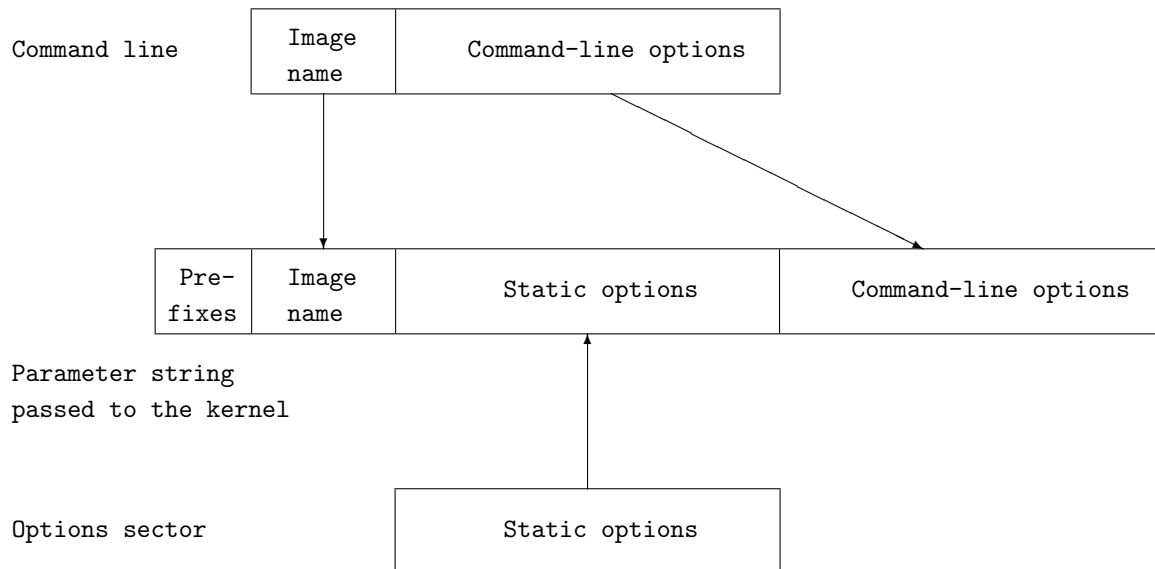 Command line
Image
name
Command-line options
Pre-
fixes
Image
name
Static options
Command-line options
Parameter string
passed to the kernel
Options sector
Static options